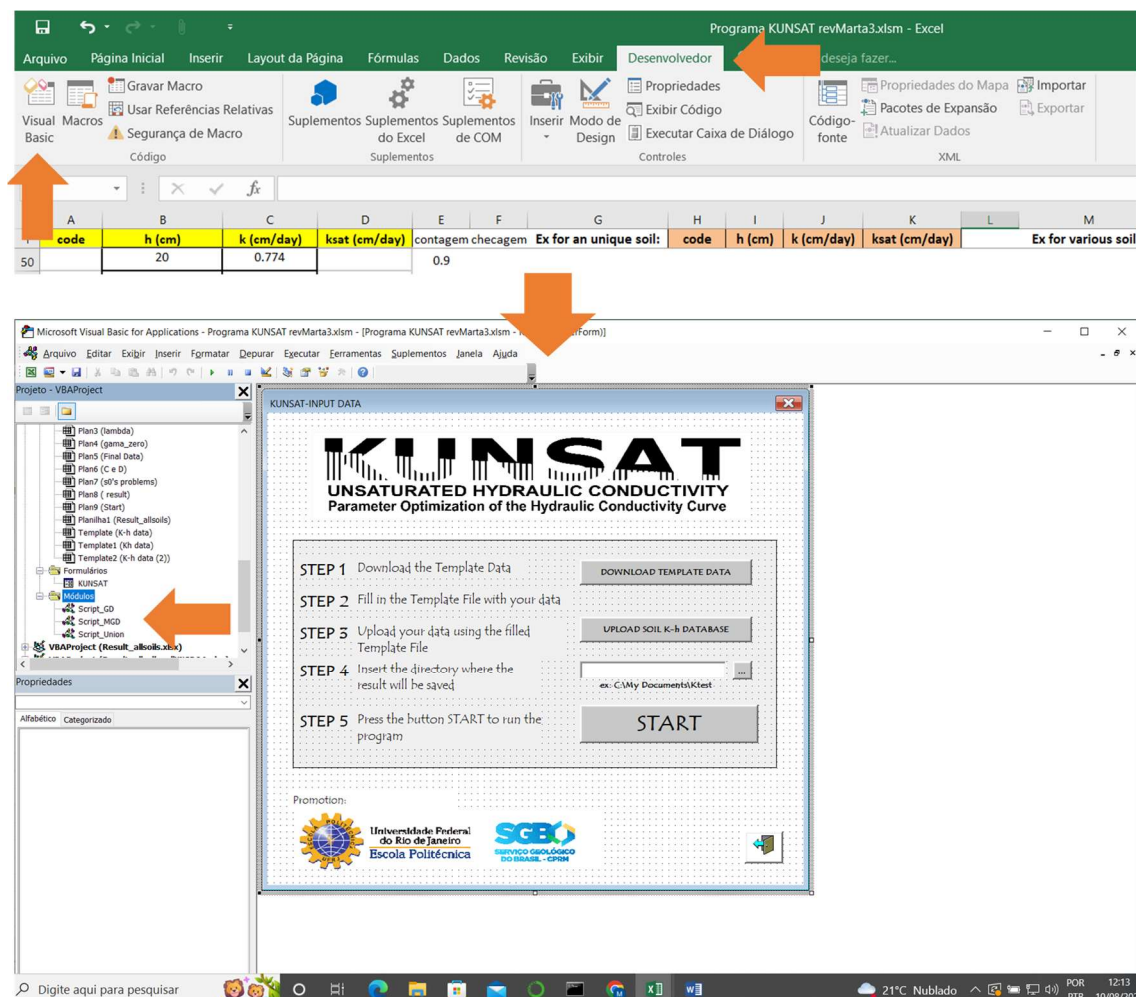 Programa KUNSAT revMarta3.xlsm - Excel
Arquivo Página Inicial Inserir Layout da Página Fórmulas Dados Revisão Exibir Desenvolvedor deseja fazer...
Visual Basic
Macros
Gravar Macro
Usar Referências Relativas
Segurança de Macro
Código
Suplementos
Suplementos do Excel
Suplementos de COM
Suplementos
Inserir
Modo de Design
Propriedades
Exibir Código
Executar Caixa de Diálogo
Controles
Código-fonte
Propriedades do Mapa
Pacotes de Expansão
Atualizar Dados
Importar
Exportar
XML
fx
A B C D E F G H I J K L M
code h (cm) k (cm/day) ksat (cm/day) contagem checagem Ex for an unique soil: code h (cm) k (cm/day) ksat (cm/day) Ex for various soil
50 20 0.774 0.9
Microsoft Visual Basic for Applications - Programa KUNSAT revMarta3.xlsm - [Programa KUNSAT revMarta3.xlsm -
Arquivo Editar Exibir Inserir Formatar Depurar Executar Ferramentas Suplementos Janela Ajuda
Projeto - VBAProject
Plan3 (lambda)
Plan4 (gama_zero)
Plan5 (Final Data)
Plan6 (C e D)
Plan7 (s0's problems)
Plan8 ( result)
Plan9 (Start)
Planilha1 (Result_allsoils)
Template (K-h data)
Template1 (Kh data)
Template2 (K-h data (2))
Formulários
KUNSAT
Módulos
Script_GD
Script_MGD
Script_Union
VBAProject (Result_allsoils.xlsx)
Propriedades
Alfabético Categorizado
KUNSAT-INPUT DATA
KUNSAT
UNSATURATED HYDRAULIC CONDUCTIVITY
Parameter Optimization of the Hydraulic Conductivity Curve
STEP 1 Download the Template Data
DOWNLOAD TEMPLATE DATA
STEP 2 Fill in the Template File with your data
STEP 3 Upload your data using the filled
Template File
UPLOAD SOIL K-h DATABASE
STEP 4 Insert the directory where the
result will be saved
...
ex: C:\My Documents\Ktest
STEP 5 Press the button START to run the
program
START
Promotion:
Universidade Federal
do Rio de Janeiro
Escola Politécnica
SGB
SERVIÇO GEOLÓGICO
DO BRASIL - CPRM
Digite aqui para pesquisar
21°C Nublado
POR
12:13